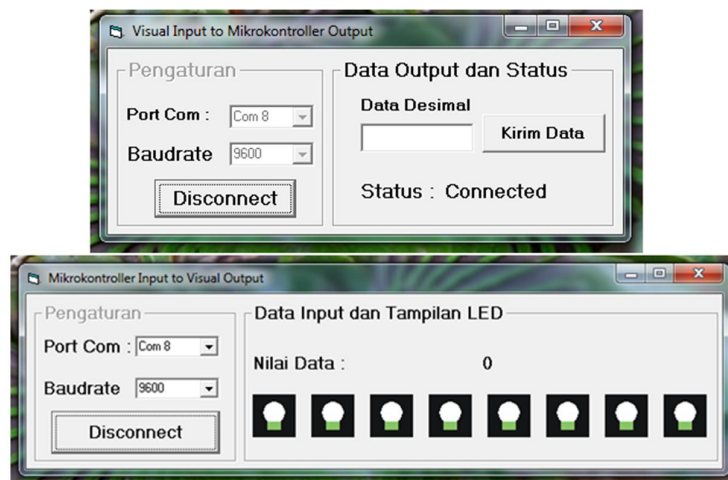 Visual Input to Mikrokontroller Output
Pengaturan
Port Com : Com 8
Baudrate 9600
Disconnect
Data Output dan Status
Data Desimal
Kirim Data
Status : Connected
Mikrokontroller Input to Visual Output
Pengaturan
Port Com : Com 8
Baudrate 9600
Disconnect
Data Input dan Tampilan LED
Nilai Data : 0